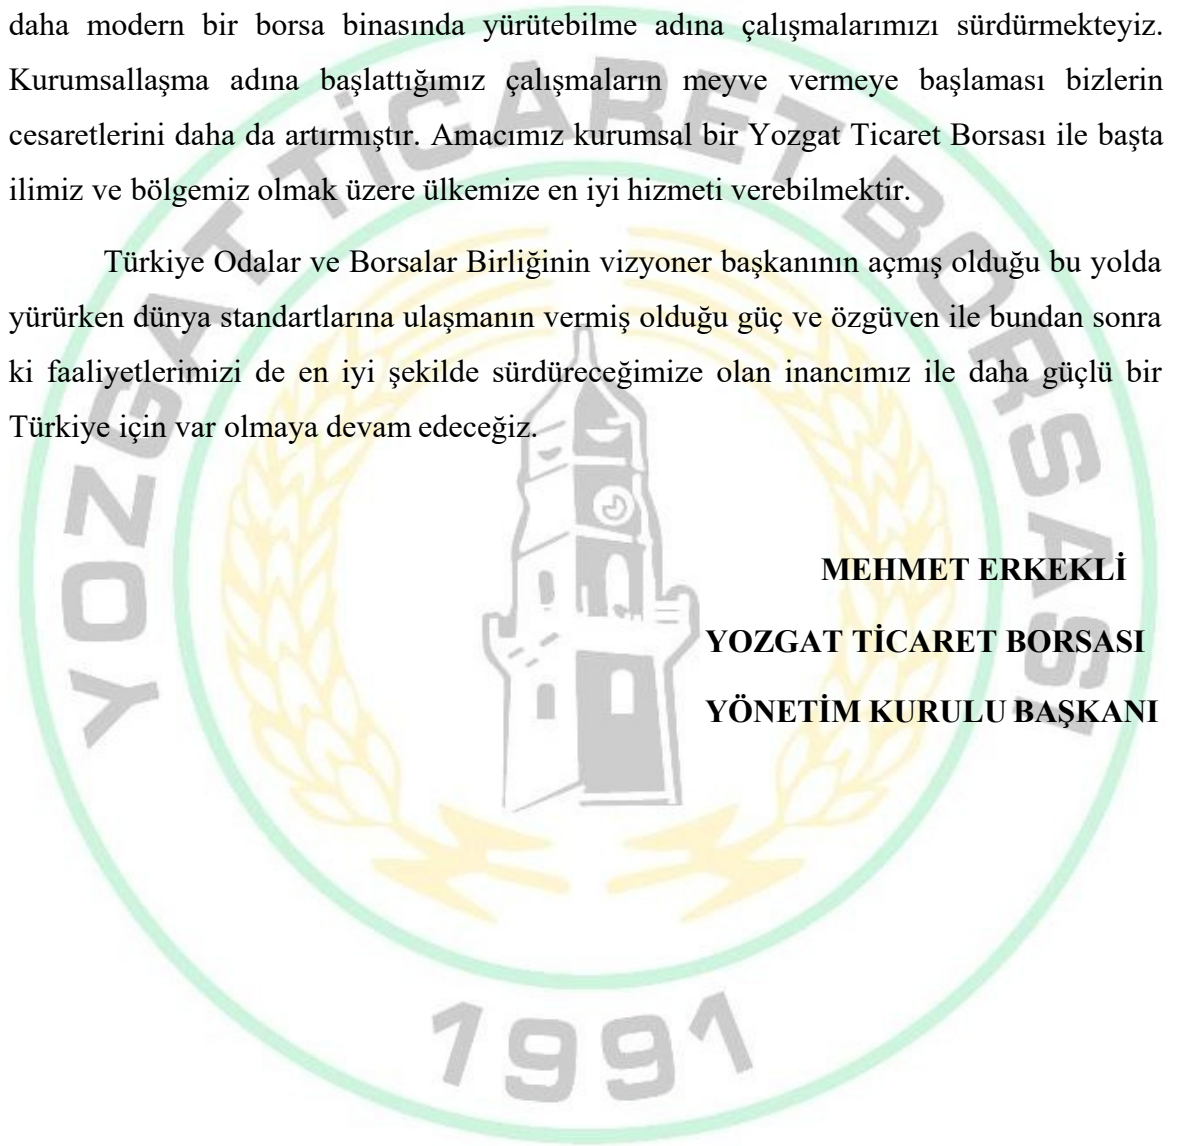 daha modern bir borsa binasında yürütebilme adına çalışmalarımızı sürdürmekteyiz.
Kurumsallaşma adına başlattığımız çalışmaların meyve vermeye başlaması bizlerin
cesaretlerini daha da artırmıştır. Amacımız kurumsal bir Yozgat Ticaret Borsası ile başta
ilimiz ve bölgemiz olmak üzere ülkemize en iyi hizmeti verebilmektir.
Türkiye Odalar ve Borsalar Birliğinin vizyoner başkanının açmış olduğu bu yolda
yürürken dünya standartlarına ulaşmanın vermiş olduğu güç ve özgüven ile bundan sonra
ki faaliyetlerimizi de en iyi şekilde sürdüreceğimize olan inancımız ile daha güçlü bir
Türkiye için var olmaya devam edeceğiz.
MEHMET ERKEKLİ
YOZGAT TİCARET BORSASI
YÖNETİM KURULU BAŞKANI
YOZGAT TİCARET BORSASI
1991